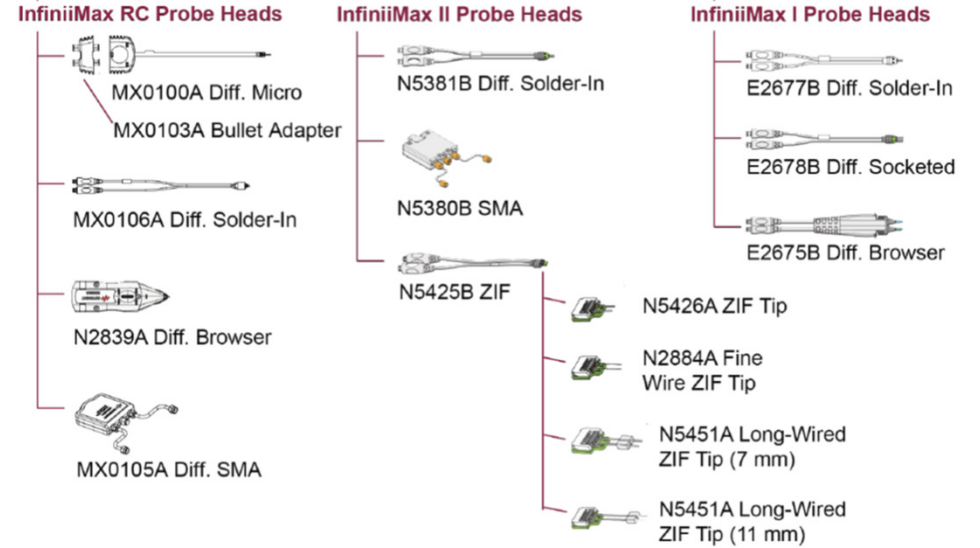 InfiniiMax RC Probe Heads
MX0100A Diff. Micro
MX0103A Bullet Adapter
MX0106A Diff. Solder-In
N2839A Diff. Browser
MX0105A Diff. SMA
InfiniiMax II Probe Heads
N5381B Diff. Solder-In
N5380B SMA
N5425B ZIF
N5426A ZIF Tip
N2884A Fine
Wire ZIF Tip
N5451A Long-Wired
ZIF Tip (7 mm)
N5451A Long-Wired
ZIF Tip (11 mm)
InfiniiMax I Probe Heads
E2677B Diff. Solder-In
E2678B Diff. Socketed
E2675B Diff. Browser